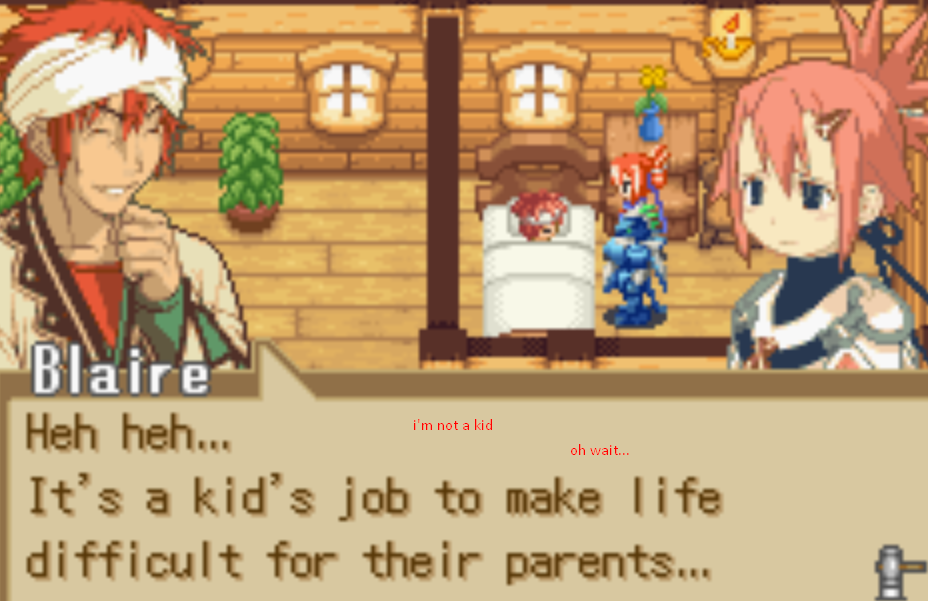 Blaire
Heh heh...
i'm not a kid
oh wait...
It's a kid's job to make life
difficult for their parents...